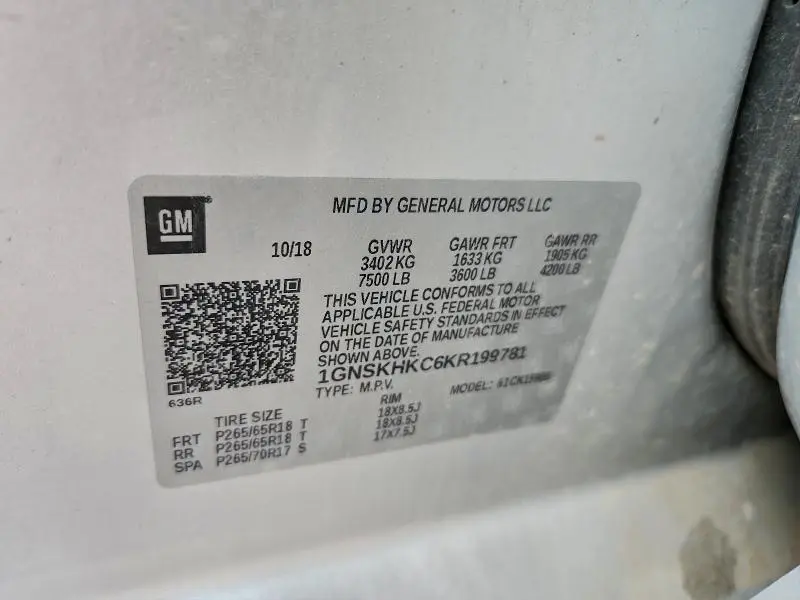 GM
MFD BY GENERAL MOTORS LLC
10/18 GVWR GAWR FRT GAWR RR
3402 KG 1633 KG 1905 KG
7500 LB 3600 LB 4200 LB
THIS VEHICLE CONFORMS TO ALL
APPLICABLE U.S. FEDERAL MOTOR
VEHICLE SAFETY STANDARDS IN EFFECT
ON THE DATE OF MANUFACTURE
SHOWN ABOVE.
1GNSKHKC6KR199781
TYPE: M.P.V. MODEL:
636R
TIRE SIZE RIM
FRT P265/65R18 T 18X8.5J
RR P265/65R18 T 18X8.5J
SPA P265/70R17 S 17X7.5J